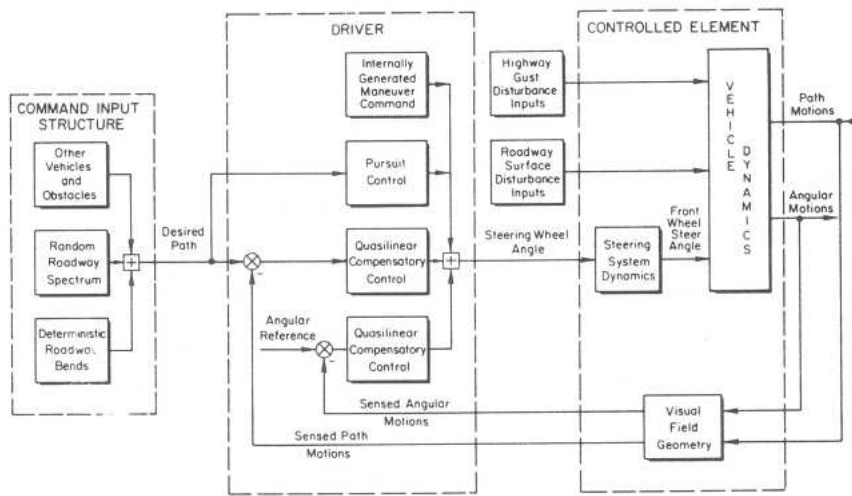 DRIVER
CONTROLLED ELEMENT
COMMAND INPUT
STRUCTURE
Other
Vehicles
and
Obstacles
Random
Roadway
Spectrum
Deterministic
Roadway
Bends
+
Desired
Path
Internally
Generated
Maneuver
Command
Pursuit
Control
-
Quasilinear
Compensatory
Control
+
Angular
Reference
-
Quasilinear
Compensatory
Control
Sensed Angular
Motions
Sensed Path
Motions
Highway
Gust
Disturbance
Inputs
Roadway
Surface
Disturbance
Inputs
Steering Wheel
Angle
Steering
System
Dynamics
Front
Wheel
Steer
Angle
VEHICLE
DYNAMICS
Path
Motions
Angular
Motions
Visual
Field
Geometry